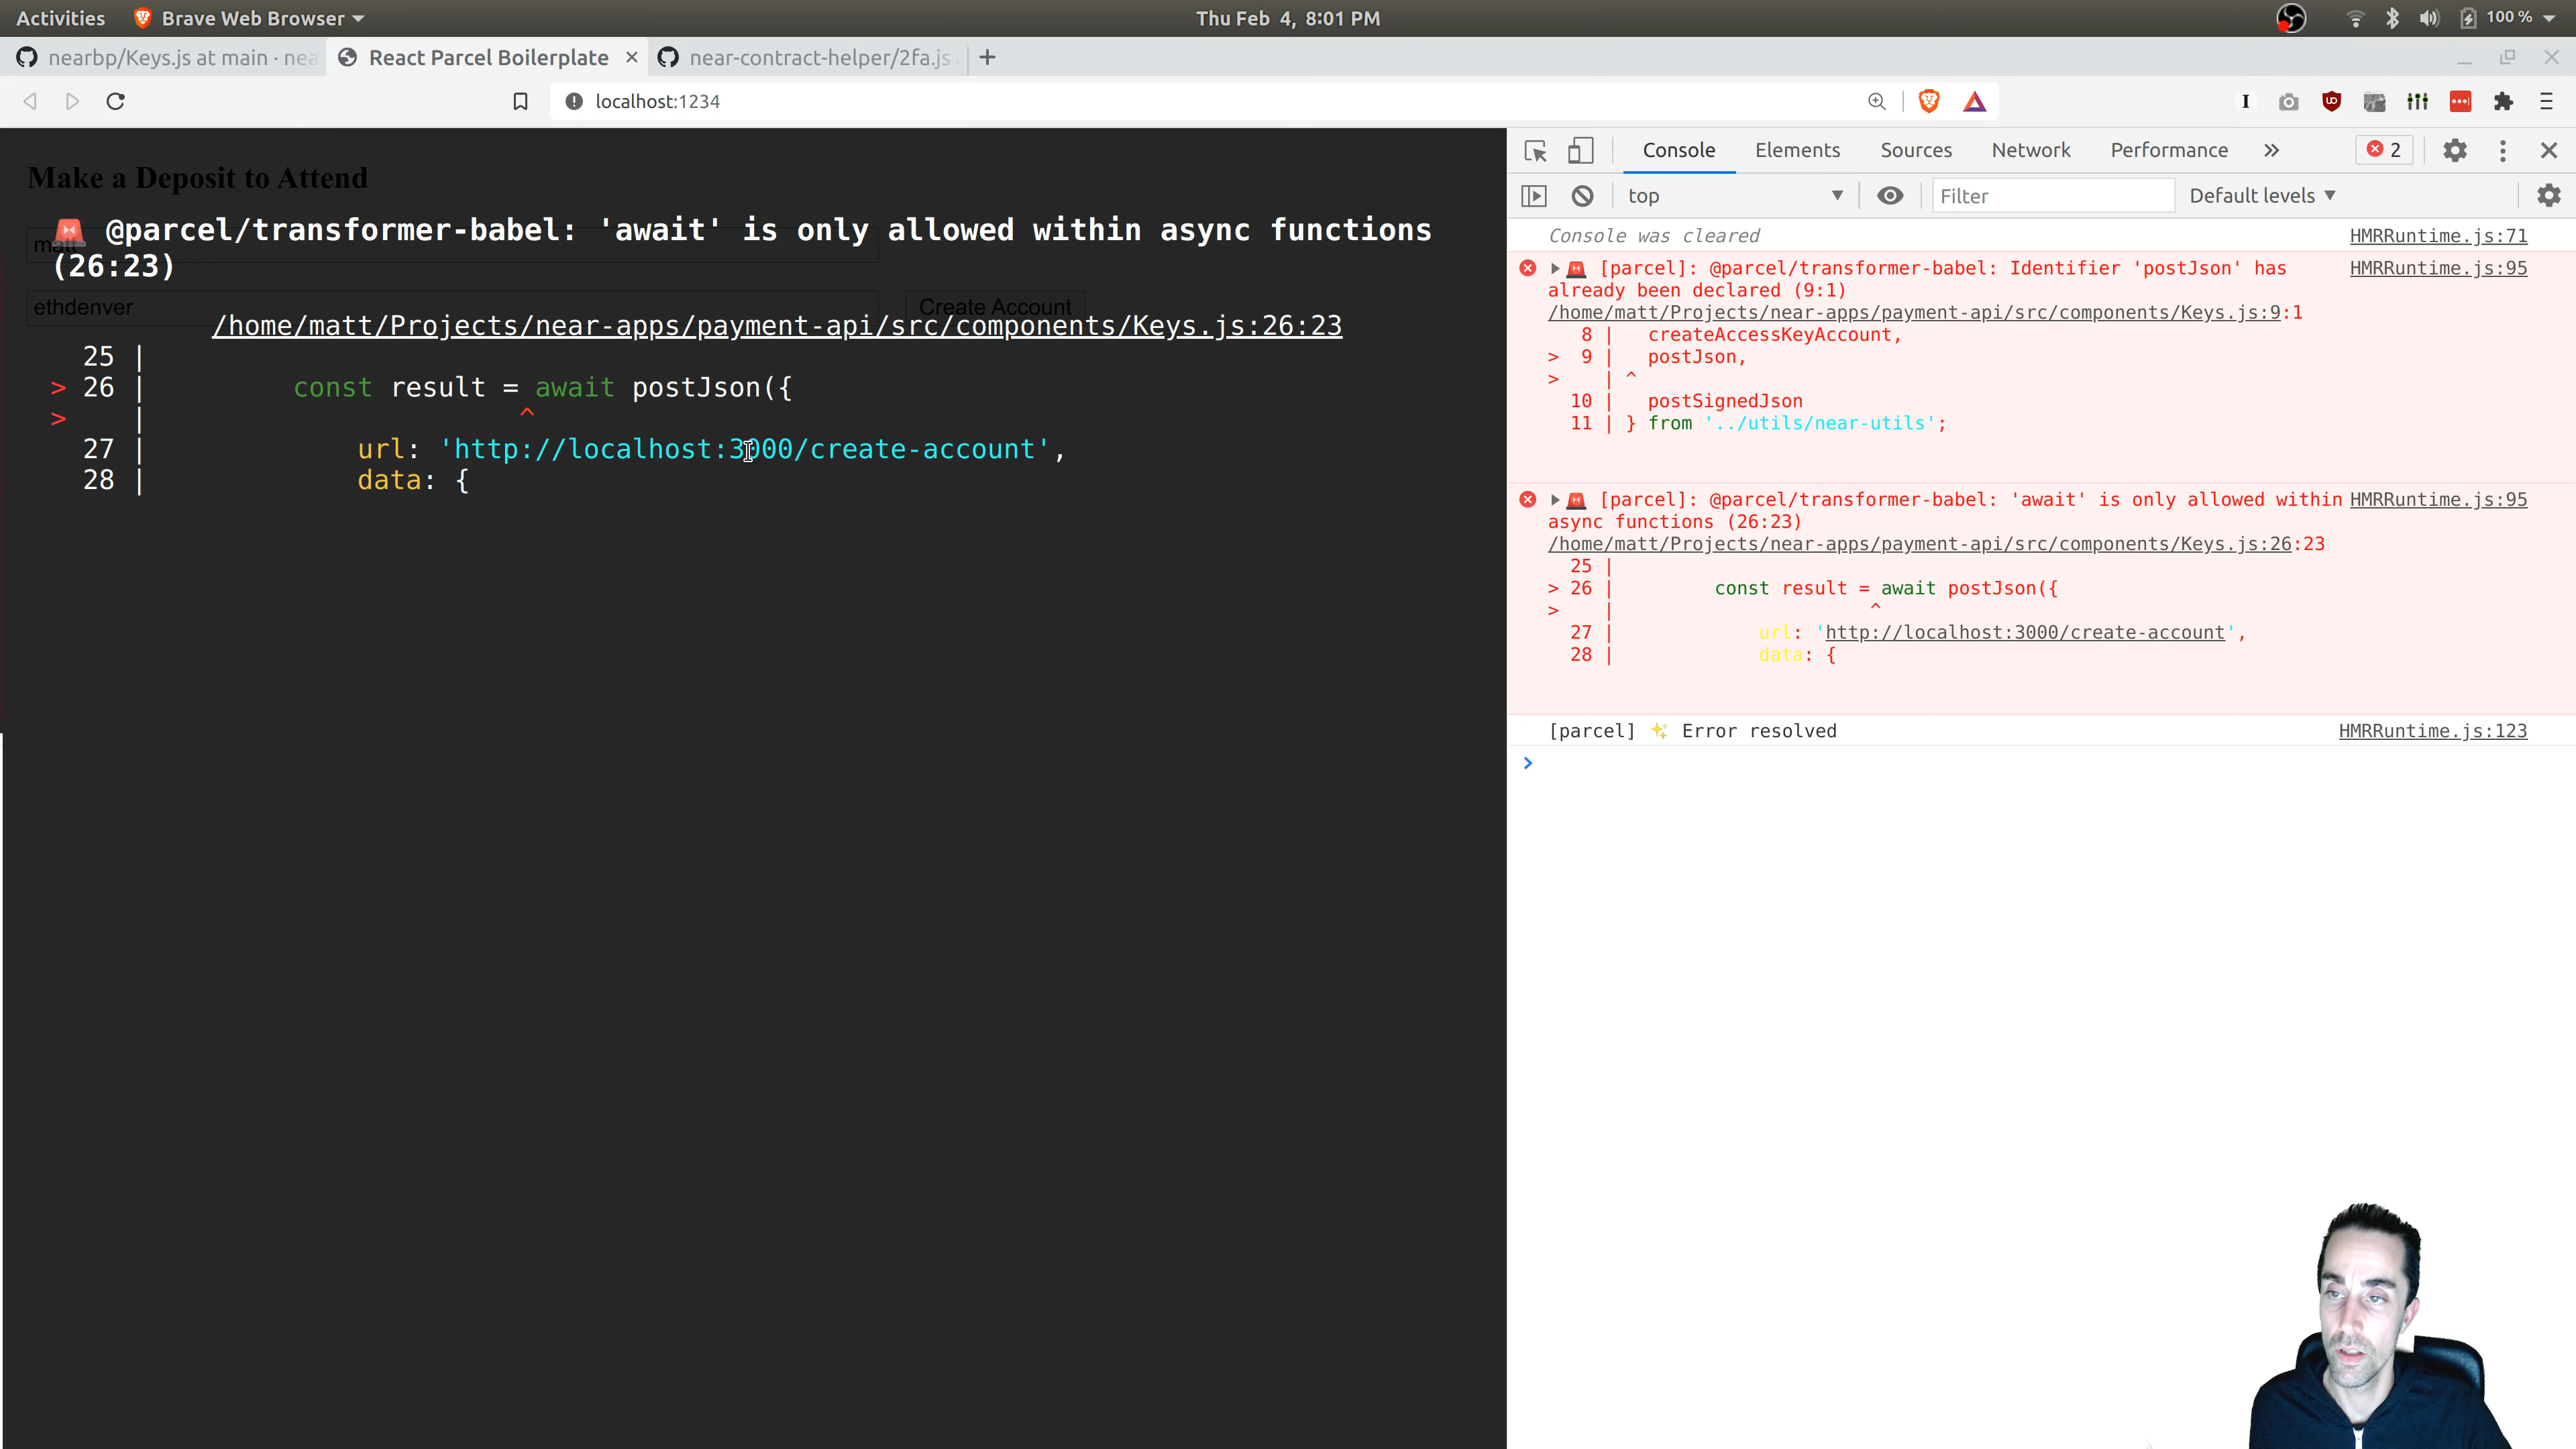 Activities
Brave Web Browser
Thu Feb 4, 8:01 PM
100 %
nearbp/Keys.js at main · nea
React Parcel Boilerplate
near-contract-helper/2fa.js
localhost:1234
Make a Deposit to Attend
matt
🚨 @parcel/transformer-babel: 'await' is only allowed within async functions
(26:23)
ethdenver
Create Account
/home/matt/Projects/near-apps/payment-api/src/components/Keys.js:26:23
25 |
> 26 | const result = await postJson({
> | ^
27 | url: 'http://localhost:3000/create-account',
28 | data: {
Console
Elements
Sources
Network
Performance
2
top
Filter
Default levels
Console was cleared
HMRRuntime.js:71
🚨 [parcel]: @parcel/transformer-babel: Identifier 'postJson' has
HMRRuntime.js:95
already been declared (9:1)
/home/matt/Projects/near-apps/payment-api/src/components/Keys.js:9:1
8 | createAccessKeyAccount,
> 9 | postJson,
> | ^
10 | postSignedJson
11 | } from '../utils/near-utils';
🚨 [parcel]: @parcel/transformer-babel: 'await' is only allowed within
HMRRuntime.js:95
async functions (26:23)
/home/matt/Projects/near-apps/payment-api/src/components/Keys.js:26:23
25 |
> 26 | const result = await postJson({
> | ^
27 | url: 'http://localhost:3000/create-account',
28 | data: {
[parcel] ✨ Error resolved
HMRRuntime.js:123